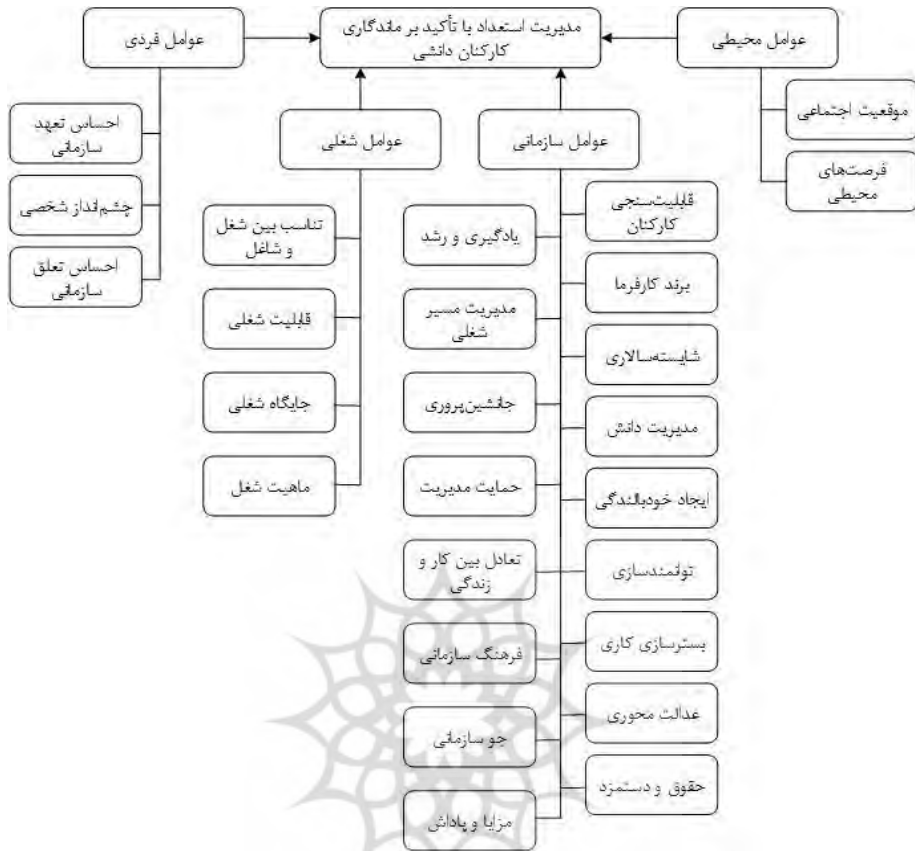 مدیریت استعداد با تأکید بر ماندگاری
کارکنان دانشی
عوامل محیطی
موقعیت اجتماعی
فرصت‌های
محیطی
عوامل سازمانی
قابلیت‌سنجی
کارکنان
برند کارفرما
شایسته‌سالاری
مدیریت دانش
ایجاد خودبالندگی
توانمندسازی
بسترسازی کاری
عدالت محوری
حقوق و دستمزد
یادگیری و رشد
مدیریت مسیر
شغلی
جانشین‌پروری
حمایت مدیریت
تعادل بین کار و
زندگی
فرهنگ سازمانی
جو سازمانی
مزایا و پاداش
عوامل شغلی
تناسب بین شغل
و شاغل
قابلیت شغلی
جایگاه شغلی
ماهیت شغل
عوامل فردی
احساس تعهد
سازمانی
چشم‌انداز شخصی
احساس تعلق
سازمانی